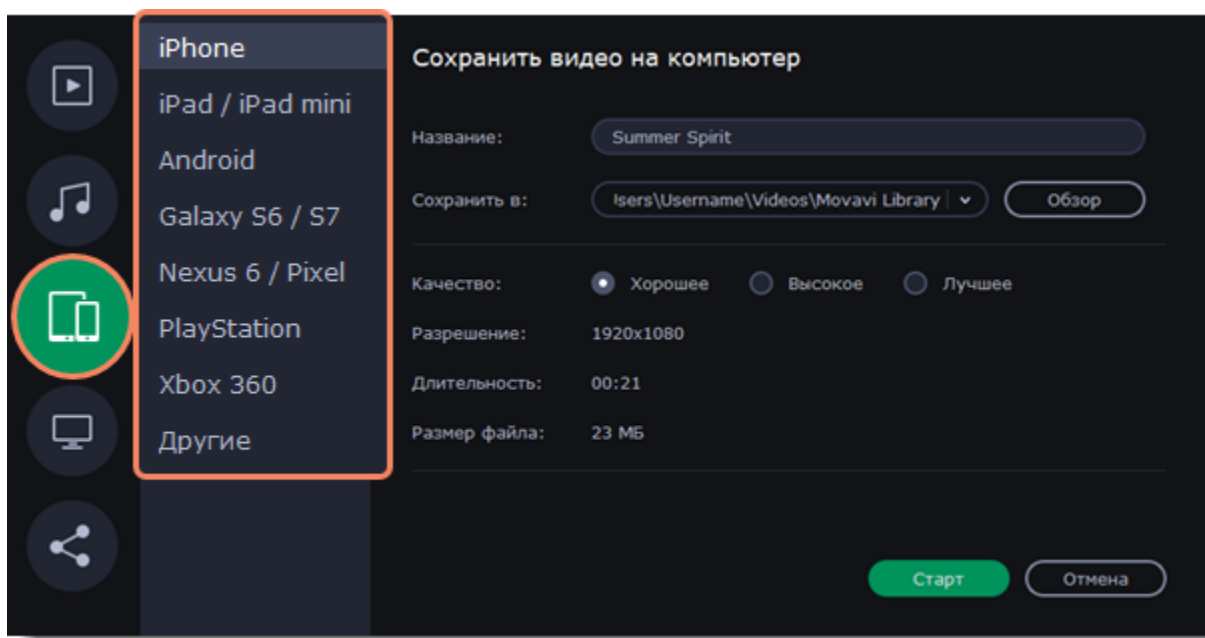 iPhone
iPad / iPad mini
Android
Galaxy S6 / S7
Nexus 6 / Pixel
PlayStation
Xbox 360
Другие
Сохранить видео на компьютер
Название: Summer Spirit
Сохранить в: \Username\Videos\Movavi Library Обзор
Качество: Хорошее Высокое Лучшее
Разрешение: 1920x1080
Длительность: 00:21
Размер файла: 23 МБ
Старт Отмена